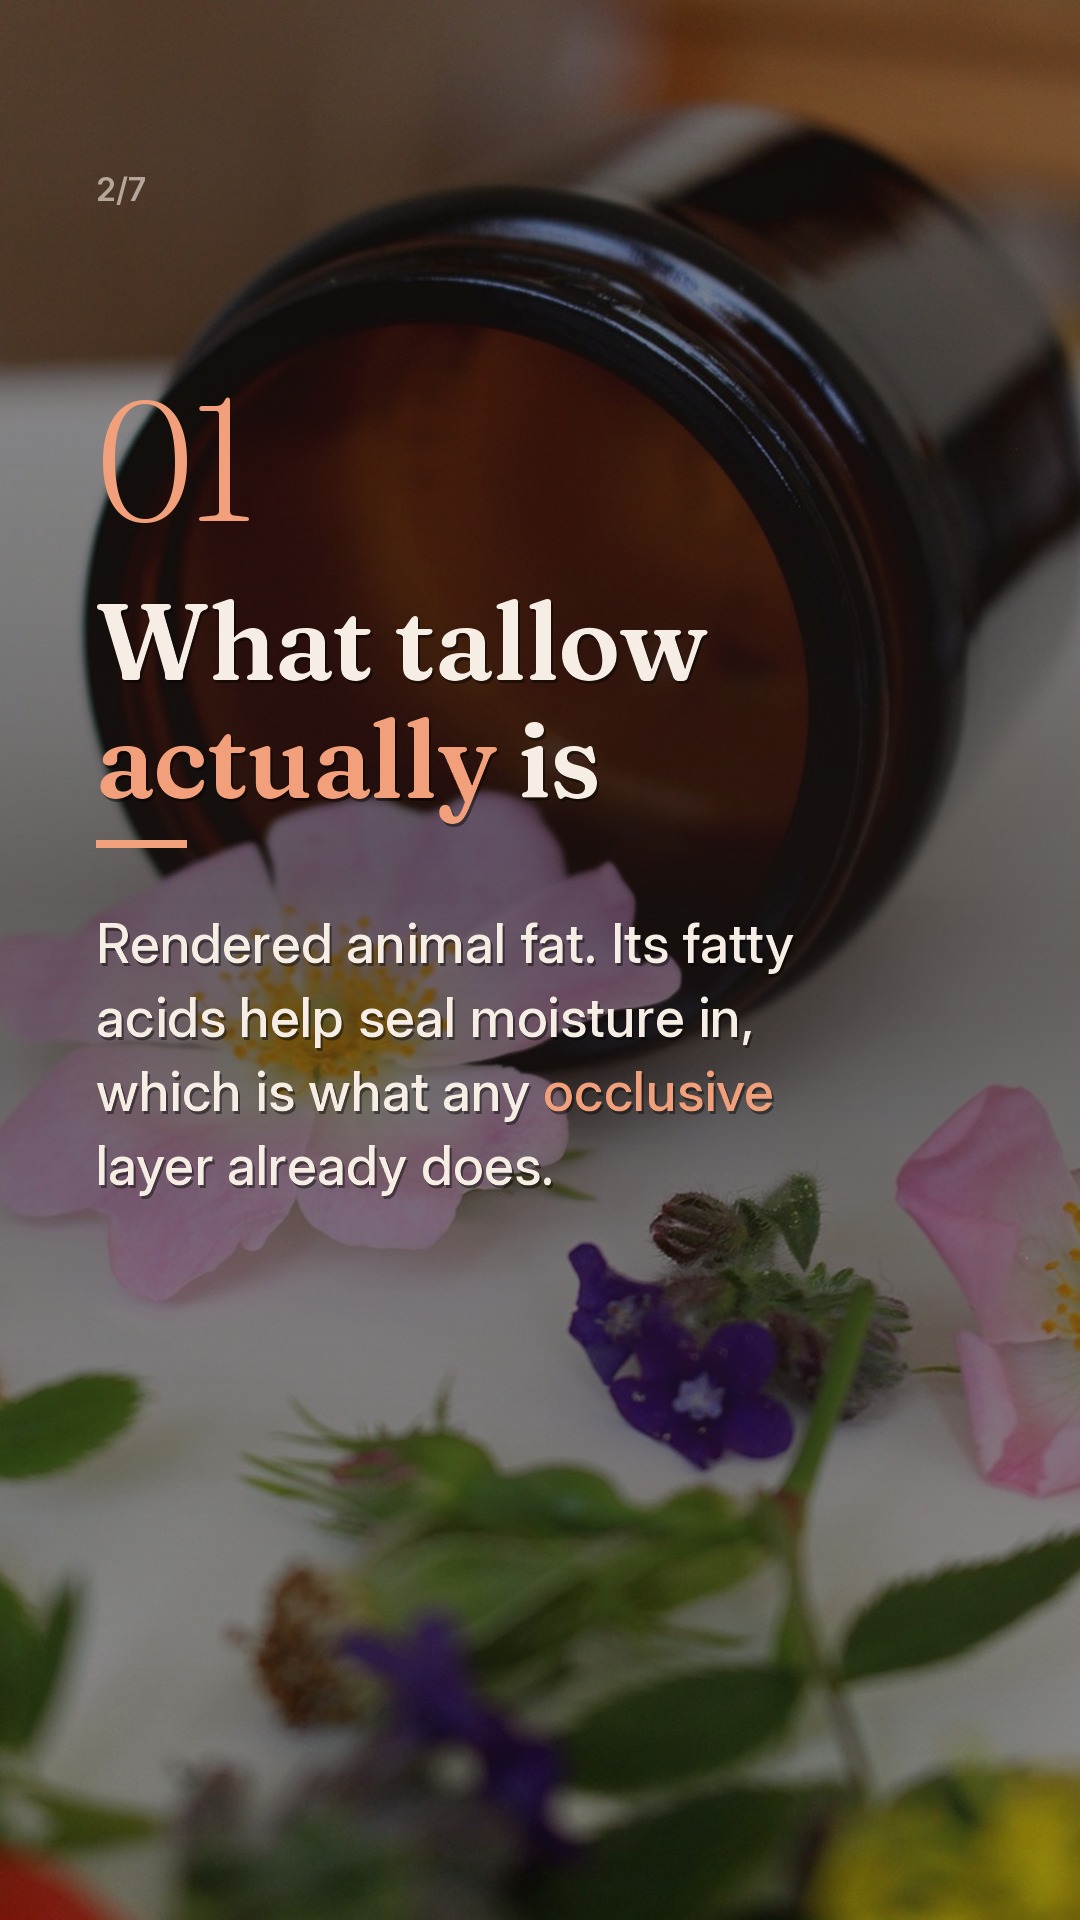 2/7
01
What tallow
actually is
Rendered animal fat. Its fatty
acids help seal moisture in,
which is what any occlusive
layer already does.